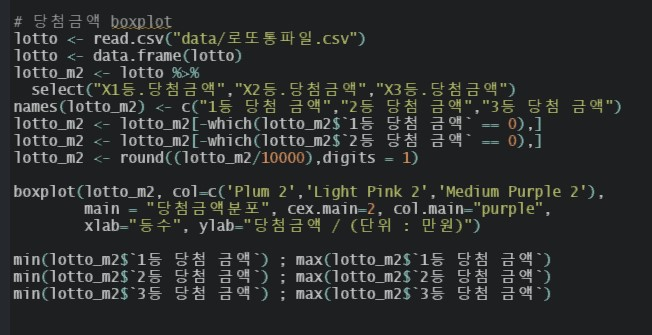 # 당첨금액 boxplot
lotto <- read.csv("data/로또통파일.csv")
lotto <- data.frame(lotto)
lotto_m2 <- lotto %>%
  select("X1등.당첨금액","X2등.당첨금액","X3등.당첨금액")
names(lotto_m2) <- c("1등 당첨 금액","2등 당첨 금액","3등 당첨 금액")
lotto_m2 <- lotto_m2[-which(lotto_m2$`1등 당첨 금액` == 0),]
lotto_m2 <- lotto_m2[-which(lotto_m2$`2등 당첨 금액` == 0),]
lotto_m2 <- round((lotto_m2/10000),digits = 1)

boxplot(lotto_m2, col=c('Plum 2','Light Pink 2','Medium Purple 2'),
        main = "당첨금액분포", cex.main=2, col.main="purple",
        xlab="등수", ylab="당첨금액 / (단위 : 만원)")

min(lotto_m2$`1등 당첨 금액`) ; max(lotto_m2$`1등 당첨 금액`)
min(lotto_m2$`2등 당첨 금액`) ; max(lotto_m2$`2등 당첨 금액`)
min(lotto_m2$`3등 당첨 금액`) ; max(lotto_m2$`3등 당첨 금액`)